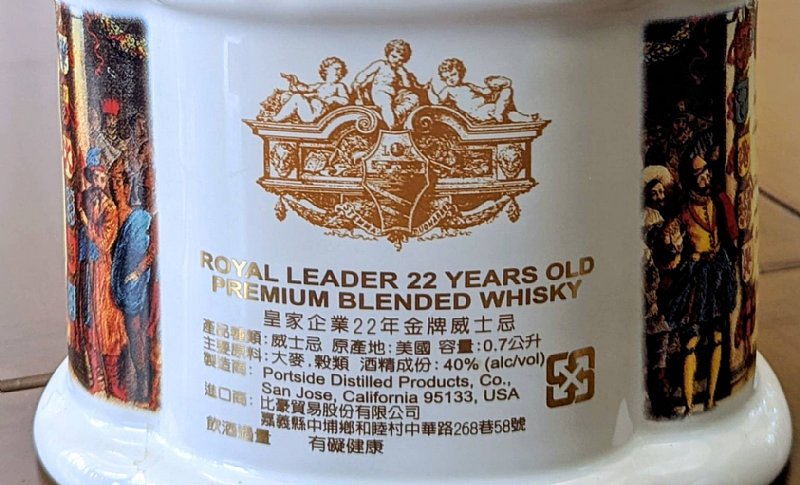 ROYAL LEADER 22 YEARS OLD
PREMIUM BLENDED WHISKY
皇家企業22年金牌威士忌
產品種類:威士忌 原產地:美國 容量:0.7公升
主要原料:大麥,穀類 酒精成份:40% (alc/vol)
製造商: Portside Distilled Products, Co.,
San Jose, California 95133, USA
進口商: 比豪貿易股份有限公司
嘉義縣中埔鄉和睦村中華路268巷58號
飲酒過量 有礙健康